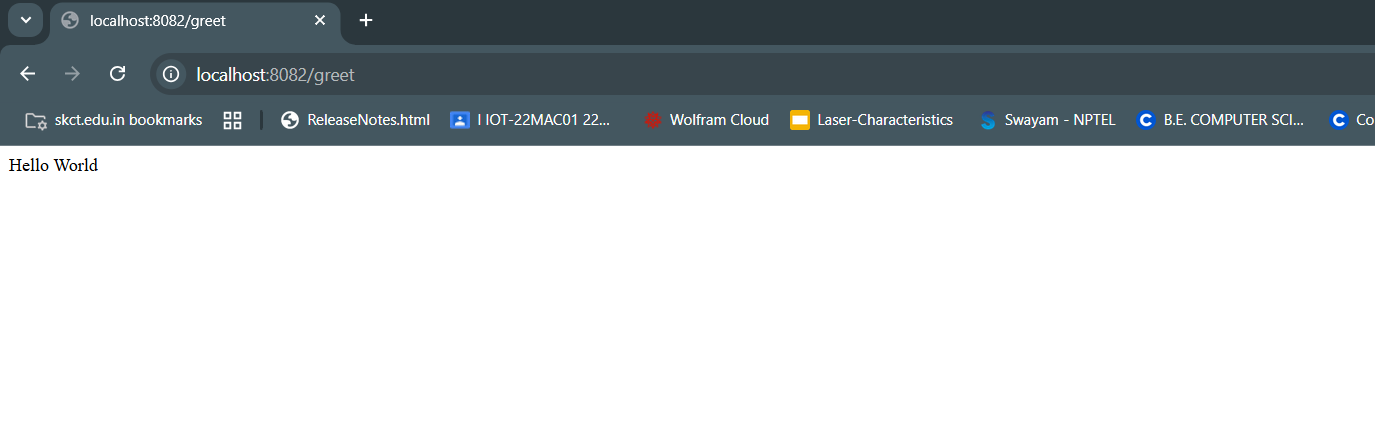 localhost:8082/greet
localhost:8082/greet
skct.edu.in bookmarks ReleaseNotes.html I IOT-22MAC01 22... Wolfram Cloud Laser-Characteristics Swayam - NPTEL B.E. COMPUTER SCI... Co
Hello World